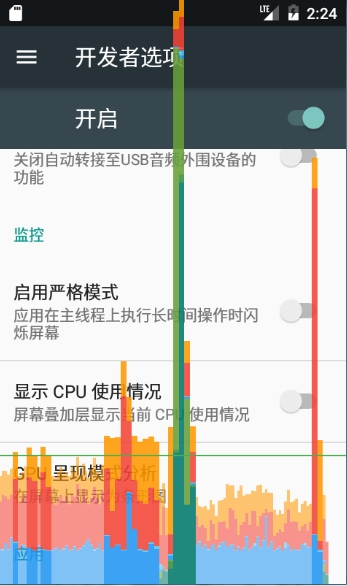 LTE 2:24
开发者选项
开启
关闭自动转接至USB音频外围设备的
功能
监控
启用严格模式
应用在主线程上执行长时间操作时闪
烁屏幕
显示 CPU 使用情况
屏幕叠加层显示当前 CPU 使用情况
GPU 呈现模式分析
在屏幕上显示为条形图
应用